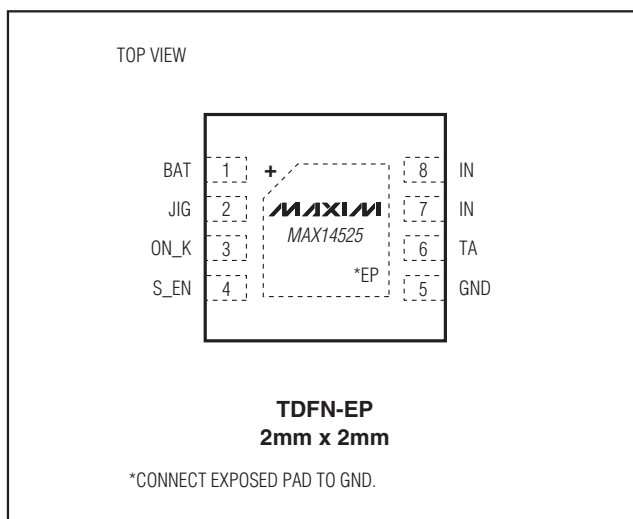 TOP VIEW
BAT 1 + 8 IN
JIG 2 MAXIM 7 IN
ON_K 3 MAX14525 6 TA
S_EN 4 *EP 5 GND
TDFN-EP
2mm x 2mm
*CONNECT EXPOSED PAD TO GND.